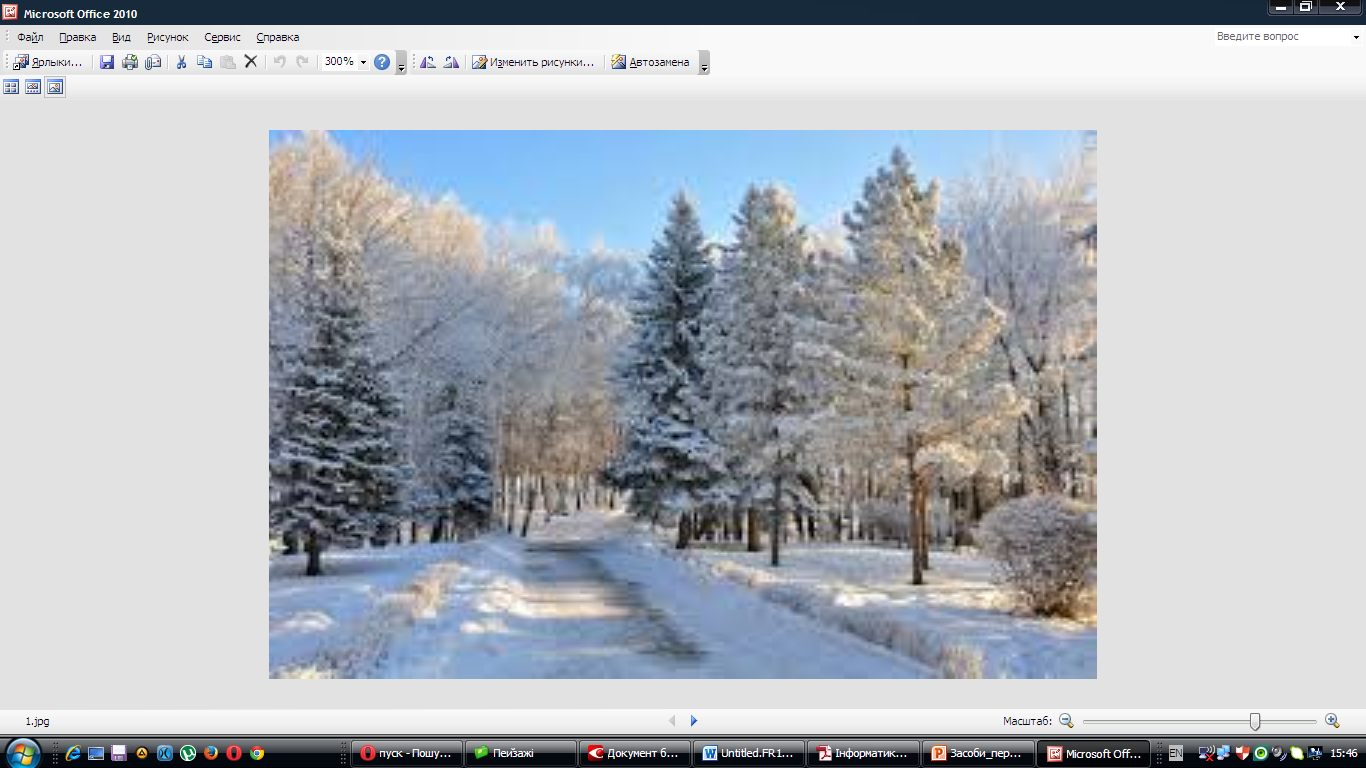 Microsoft Office 2010
Файл Правка Вид Рисунок Сервис Справка Введите вопрос
Ярлыки... 300% Изменить рисунки... Автозамена
1.jpg Масштаб:
пуск - Пошу... Пейзажі Документ б... Untitled.FR1... Інформатик... Засоби_пер... Microsoft Off... EN 15:46